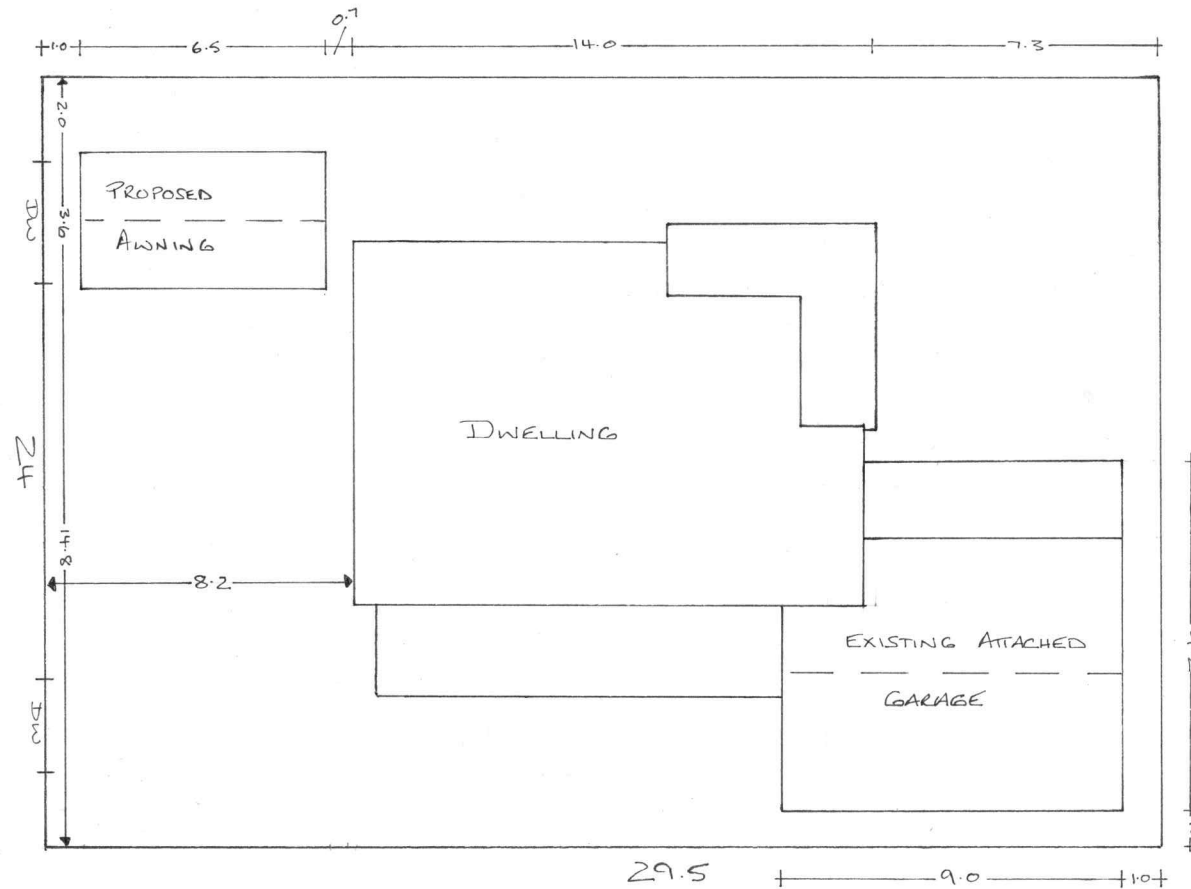 1.0
6.5
0.7
14.0
7.3
2.0
PROPOSED
AWNING
DW
3.6
DWELLING
24
14.8
8.2
EXISTING ATTACHED
GARAGE
DW
29.5
9.0
1.0